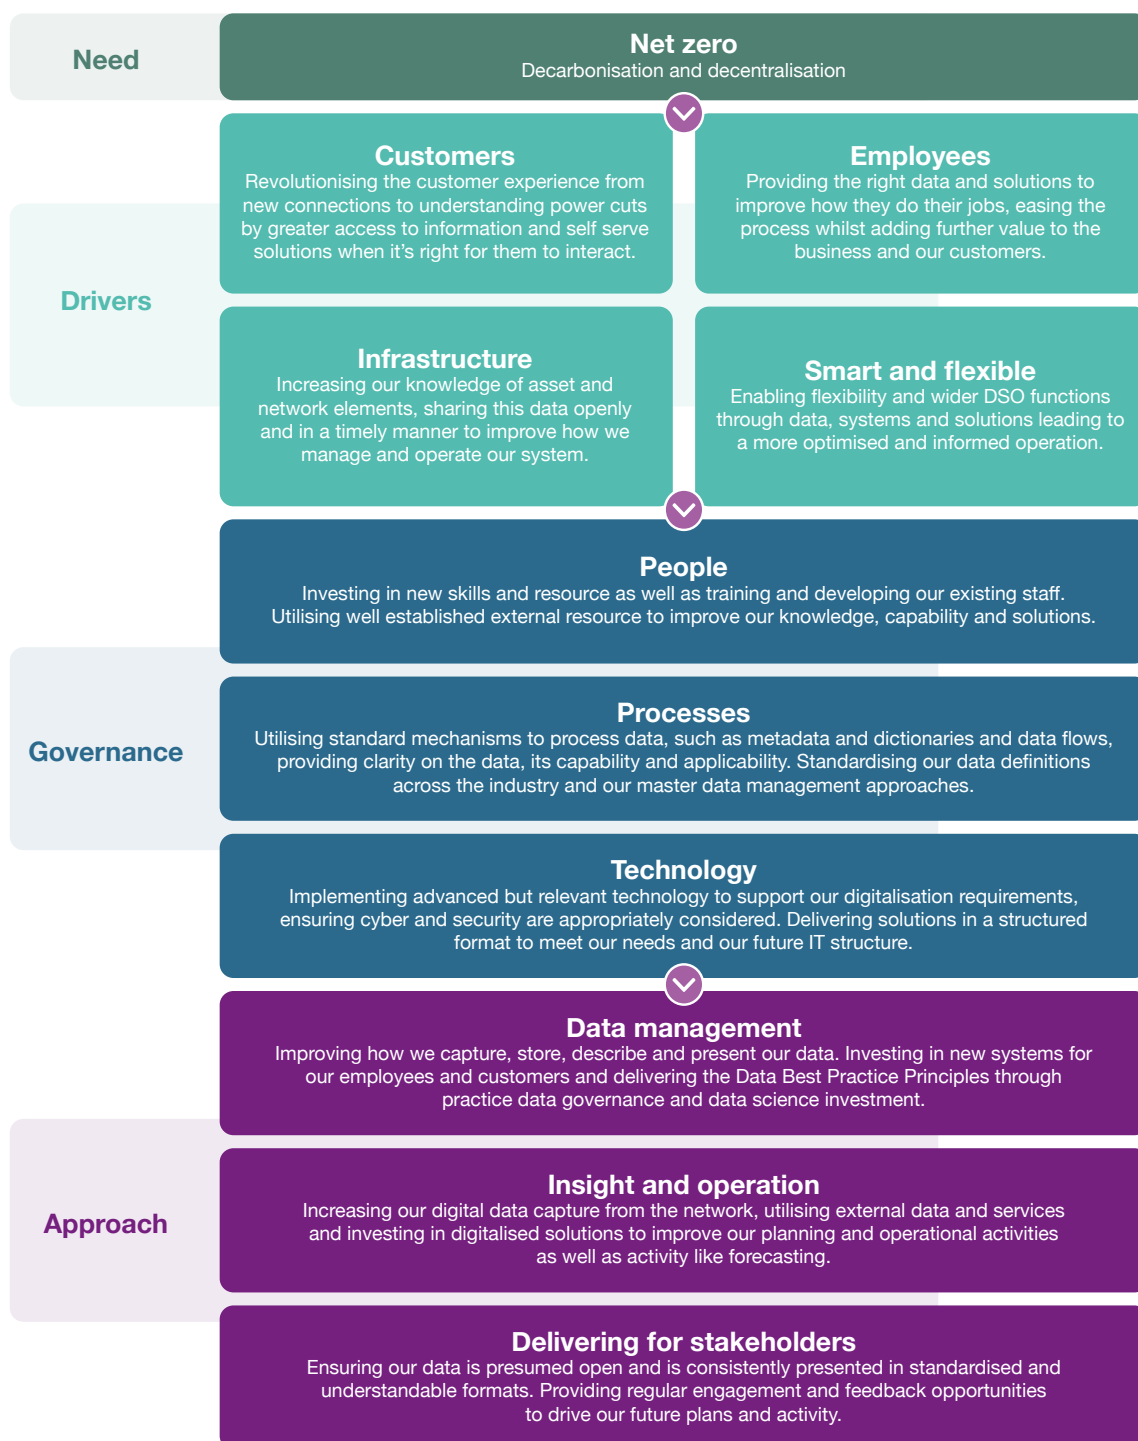 Need
Net zero
Decarbonisation and decentralisation
Drivers
Customers
Revolutionising the customer experience from
new connections to understanding power cuts
by greater access to information and self serve
solutions when it's right for them to interact.
Employees
Providing the right data and solutions to
improve how they do their jobs, easing the
process whilst adding further value to the
business and our customers.
Infrastructure
Increasing our knowledge of asset and
network elements, sharing this data openly
and in a timely manner to improve how we
manage and operate our system.
Smart and flexible
Enabling flexibility and wider DSO functions
through data, systems and solutions leading to
a more optimised and informed operation.
Governance
People
Investing in new skills and resource as well as training and developing our existing staff.
Utilising well established external resource to improve our knowledge, capability and solutions.
Processes
Utilising standard mechanisms to process data, such as metadata and dictionaries and data flows,
providing clarity on the data, its capability and applicability. Standardising our data definitions
across the industry and our master data management approaches.
Technology
Implementing advanced but relevant technology to support our digitalisation requirements,
ensuring cyber and security are appropriately considered. Delivering solutions in a structured
format to meet our needs and our future IT structure.
Approach
Data management
Improving how we capture, store, describe and present our data. Investing in new systems for
our employees and customers and delivering the Data Best Practice Principles through
practice data governance and data science investment.
Insight and operation
Increasing our digital data capture from the network, utilising external data and services
and investing in digitalised solutions to improve our planning and operational activities
as well as activity like forecasting.
Delivering for stakeholders
Ensuring our data is presumed open and is consistently presented in standardised and
understandable formats. Providing regular engagement and feedback opportunities
to drive our future plans and activity.